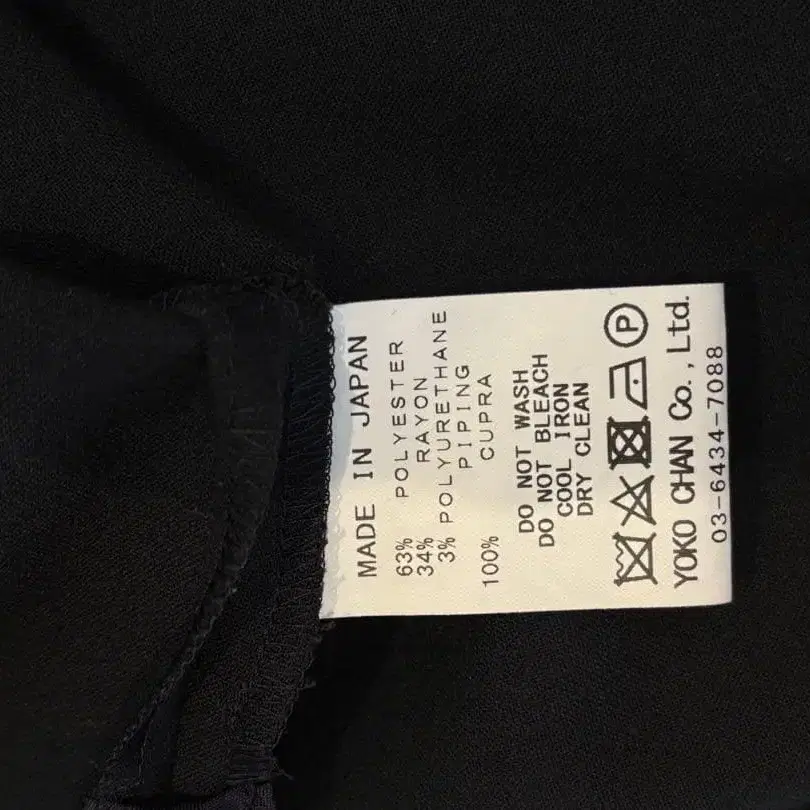 MADE IN JAPAN
63% POLYESTER
34% RAYON
3% POLYURETHANE
PIPING
100% CUPRA
DO NOT WASH
DO NOT BLEACH
COOL IRON
DRY CLEAN
P
YOKO CHAN Co., Ltd.
03-6434-7088